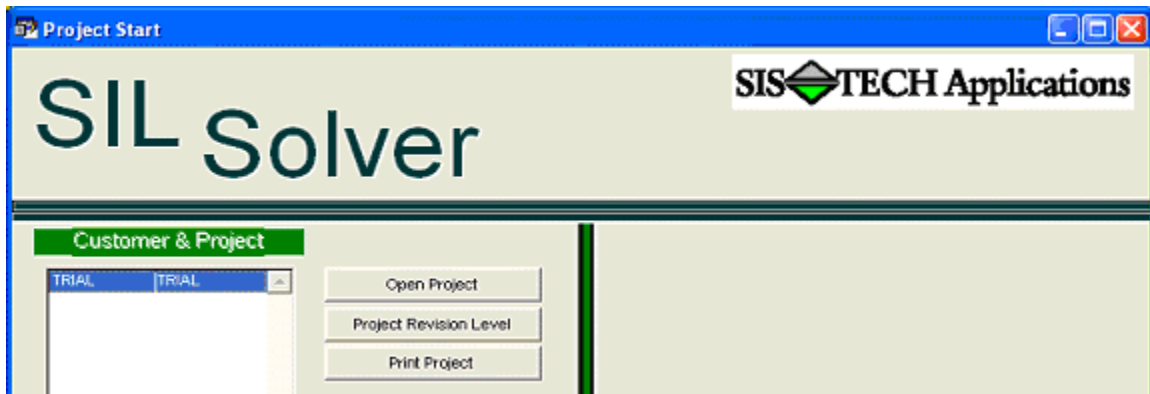 Project Start
SIL Solver
SIS TECH Applications
Customer & Project
TRIAL TRIAL
Open Project
Project Revision Level
Print Project